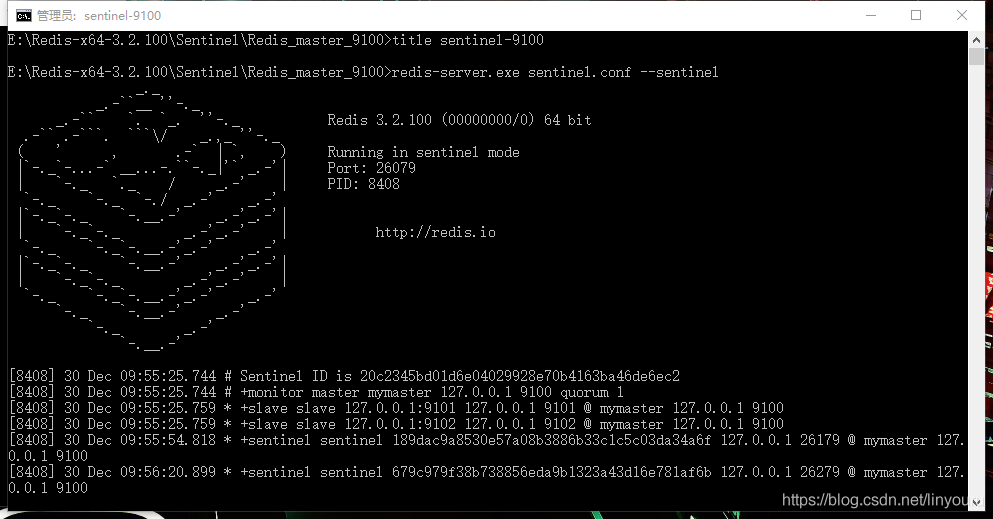 管理员: sentinel-9100
E:\Redis-x64-3.2.100\Sentinel\Redis_master_9100>title sentinel-9100
E:\Redis-x64-3.2.100\Sentinel\Redis_master_9100>redis-server.exe sentinel.conf --sentinel
Redis 3.2.100 (00000000/0) 64 bit
Running in sentinel mode
Port: 26079
PID: 8408
http://redis.io
[8408] 30 Dec 09:55:25.744 # Sentinel ID is 20c2345bd01d6e04029928e70b4163ba46de6ec2
[8408] 30 Dec 09:55:25.744 # +monitor master mymaster 127.0.0.1 9100 quorum 1
[8408] 30 Dec 09:55:25.759 * +slave slave 127.0.0.1:9101 127.0.0.1 9101 @ mymaster 127.0.0.1 9100
[8408] 30 Dec 09:55:25.759 * +slave slave 127.0.0.1:9102 127.0.0.1 9102 @ mymaster 127.0.0.1 9100
[8408] 30 Dec 09:55:54.818 * +sentinel sentinel 189dac9a8530e57a08b3886b33c1c5c03da34a6f 127.0.0.1 26179 @ mymaster 127.
0.0.1 9100
[8408] 30 Dec 09:56:20.899 * +sentinel sentinel 679c979f38b738856eda9b1323a43d16e781af6b 127.0.0.1 26279 @ mymaster 127.
0.0.1 9100